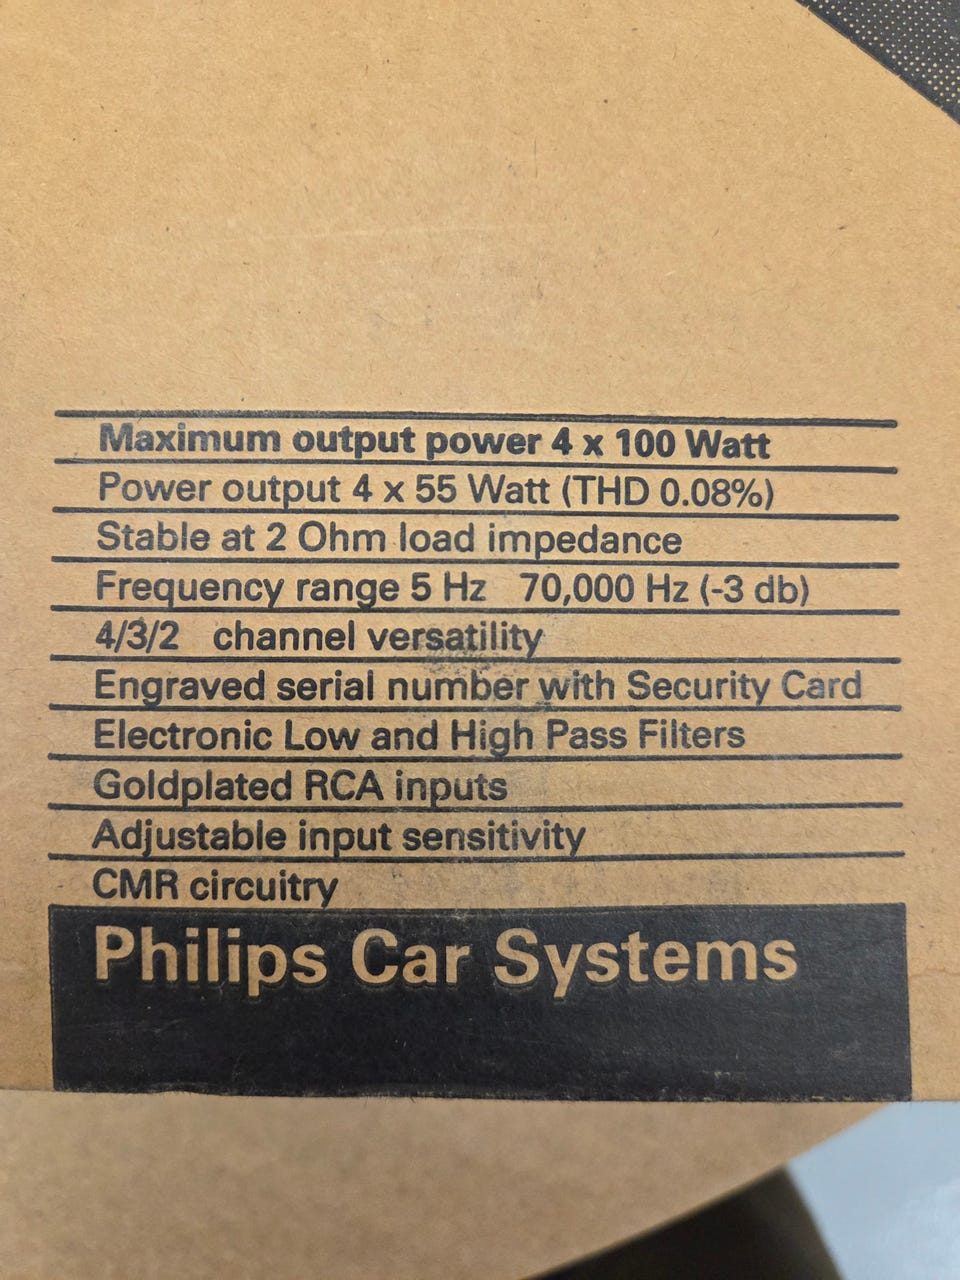 Maximum output power 4 x 100 Watt
Power output 4 x 55 Watt (THD 0.08%)
Stable at 2 Ohm load impedance
Frequency range 5 Hz   70,000 Hz (-3 db)
4/3/2   channel versatility
Engraved serial number with Security Card
Electronic Low and High Pass Filters
Goldplated RCA inputs
Adjustable input sensitivity
CMR circuitry
Philips Car Systems